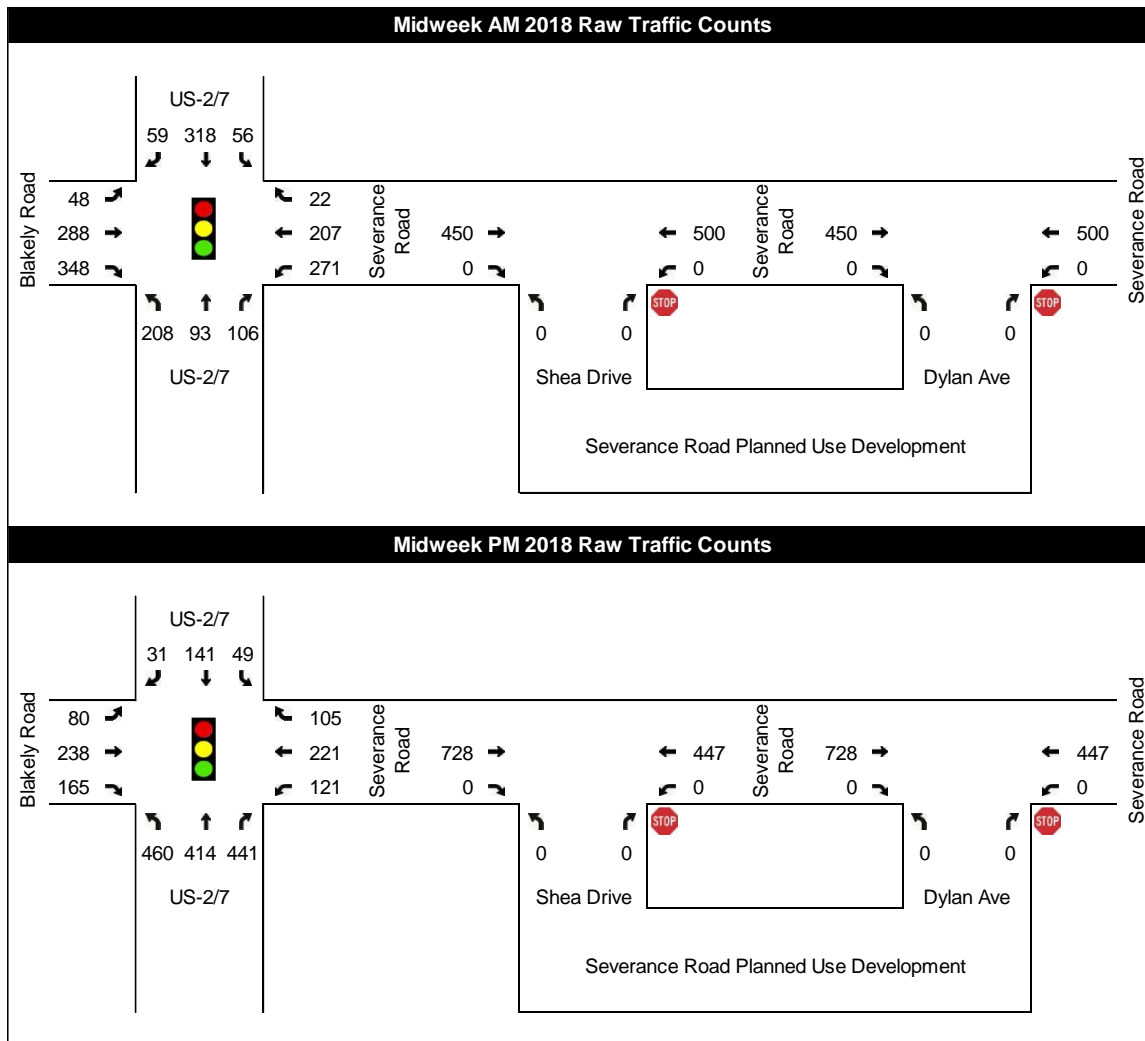 Midweek AM 2018 Raw Traffic Counts
US-2/7
59 318 56
Blakely Road
48
288
348
22
207
271
Severance
Road
450
0
500
0
Severance
Road
450
0
500
0
Severance Road
208 93 106
STOP
STOP
0 0
0 0
US-2/7
Shea Drive
Dylan Ave
Severance Road Planned Use Development
Midweek PM 2018 Raw Traffic Counts
US-2/7
31 141 49
Blakely Road
80
238
165
105
221
121
Severance
Road
728
0
447
0
Severance
Road
728
0
447
0
Severance Road
460 414 441
STOP
STOP
0 0
0 0
US-2/7
Shea Drive
Dylan Ave
Severance Road Planned Use Development